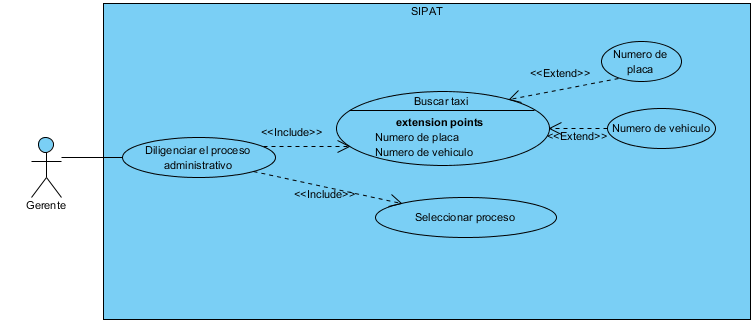 SIPAT
Numero de
placa
<<Extend>>
Buscar taxi
extension points
Numero de placa
Numero de vehiculo
Numero de vehiculo
<<Extend>>
<<Include>>
Diligenciar el proceso
administrativo
<<Include>>
Gerente
Seleccionar proceso